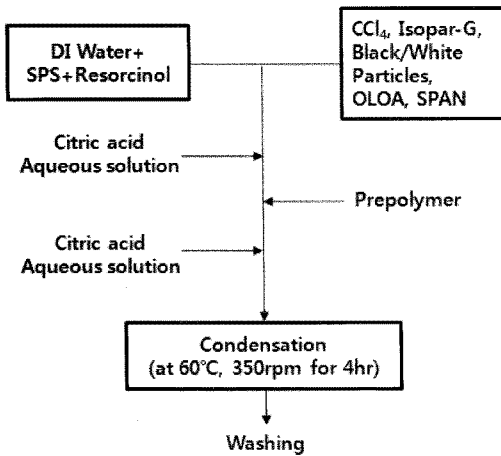 DI Water+
SPS+Resorcinol
CCl₄, Isopar-G,
Black/White
Particles,
OLOA, SPAN
Citric acid
Aqueous solution
Prepolymer
Citric acid
Aqueous solution
Condensation
(at 60℃, 350rpm for 4hr)
Washing